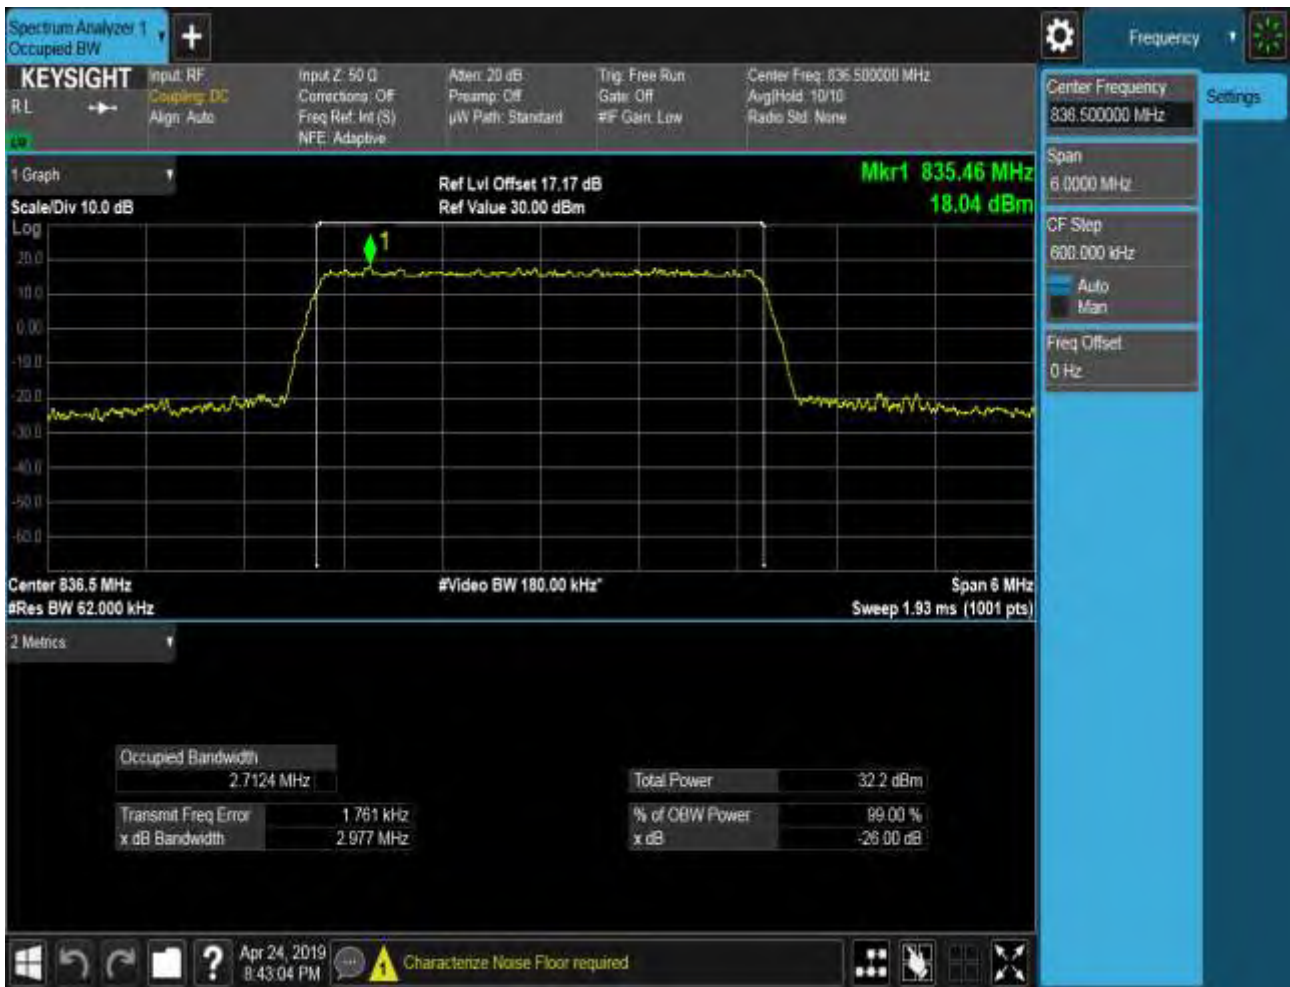 Spectrum Analyzer 1
Occupied BW
Frequency
KEYSIGHT
R L
Input: RF
Coupling: DC
Align: Auto
Input Z: 50 Ω
Corrections: Off
Freq Ref: Int (S)
NFE: Adaptive
Atten: 20 dB
Preamp: Off
µW Path: Standard
Trig: Free Run
Gate: Off
#IF Gain: Low
Center Freq: 836.500000 MHz
Avg|Hold: 10/10
Radio Std: None
Center Frequency
836.500000 MHz
Settings
Span
6.0000 MHz
CF Step
600.000 kHz
Auto
Man
Freq Offset
0 Hz
1 Graph
Scale/Div 10.0 dB
Ref Lvl Offset 17.17 dB
Ref Value 30.00 dBm
Mkr1 835.46 MHz
18.04 dBm
Log
20.0
10.0
0.00
-10.0
-20.0
-30.0
-40.0
-50.0
-60.0
1
Center 836.5 MHz
#Res BW 62.000 kHz
#Video BW 180.00 kHz*
Span 6 MHz
Sweep 1.93 ms (1001 pts)
2 Metrics
Occupied Bandwidth
2.7124 MHz
Transmit Freq Error 1.761 kHz
x dB Bandwidth 2.977 MHz
Total Power 32.2 dBm
% of OBW Power 99.00 %
x dB -26.00 dB
Apr 24, 2019
8:43:04 PM
1
Characterize Noise Floor required